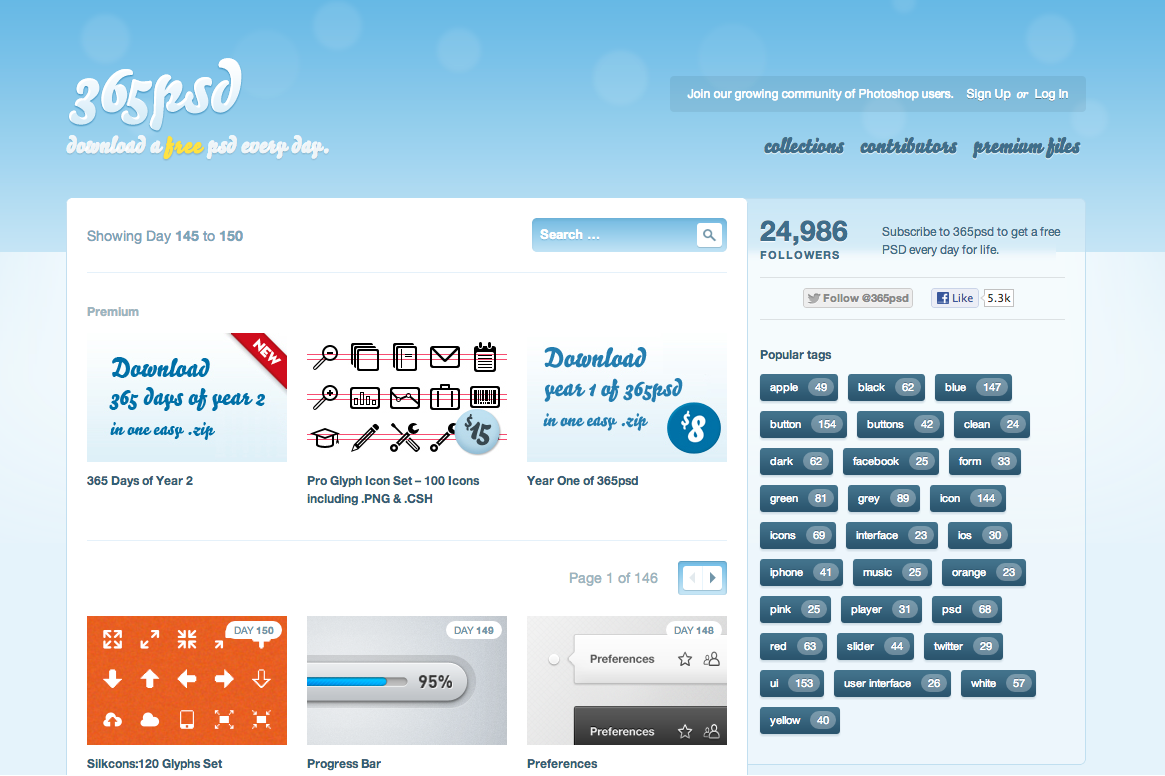 365psd
download a free psd every day.
Join our growing community of Photoshop users. Sign Up or Log In
collections contributors premium files
Showing Day 145 to 150
Search ...
24,986
FOLLOWERS
Subscribe to 365psd to get a free
PSD every day for life.
Follow @365psd
Like
5.3k
Premium
Download
365 days of year 2
in one easy .zip
NEW
$15
Download
year 1 of 365psd
in one easy .zip
$8
365 Days of Year 2
Pro Glyph Icon Set – 100 Icons
including .PNG & .CSH
Year One of 365psd
Page 1 of 146
DAY 150
DAY 149
95%
DAY 148
Preferences
Preferences
Silkcons:120 Glyphs Set
Progress Bar
Preferences
Popular tags
apple 49 black 62 blue 147
button 154 buttons 42 clean 24
dark 62 facebook 25 form 33
green 81 grey 89 icon 144
icons 69 interface 23 ios 30
iphone 41 music 25 orange 23
pink 25 player 31 psd 68
red 63 slider 44 twitter 29
ui 153 user interface 26 white 57
yellow 40